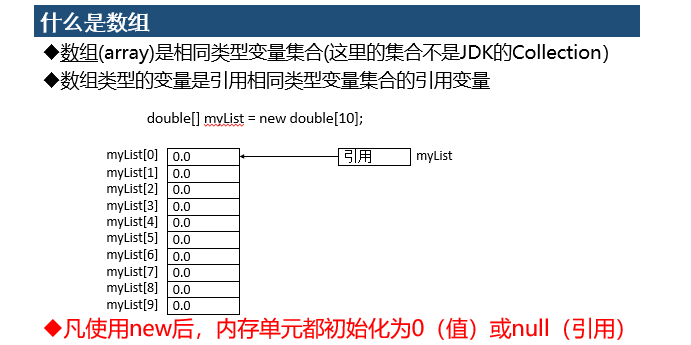 什么是数组
◆数组(array)是相同类型变量集合(这里的集合不是JDK的Collection)
◆数组类型的变量是引用相同类型变量集合的引用变量
double[] myList = new double[10];
myList[0] 0.0 引用 myList
myList[1] 0.0
myList[2] 0.0
myList[3] 0.0
myList[4] 0.0
myList[5] 0.0
myList[6] 0.0
myList[7] 0.0
myList[8] 0.0
myList[9] 0.0
◆凡使用new后，内存单元都初始化为0（值）或null（引用）